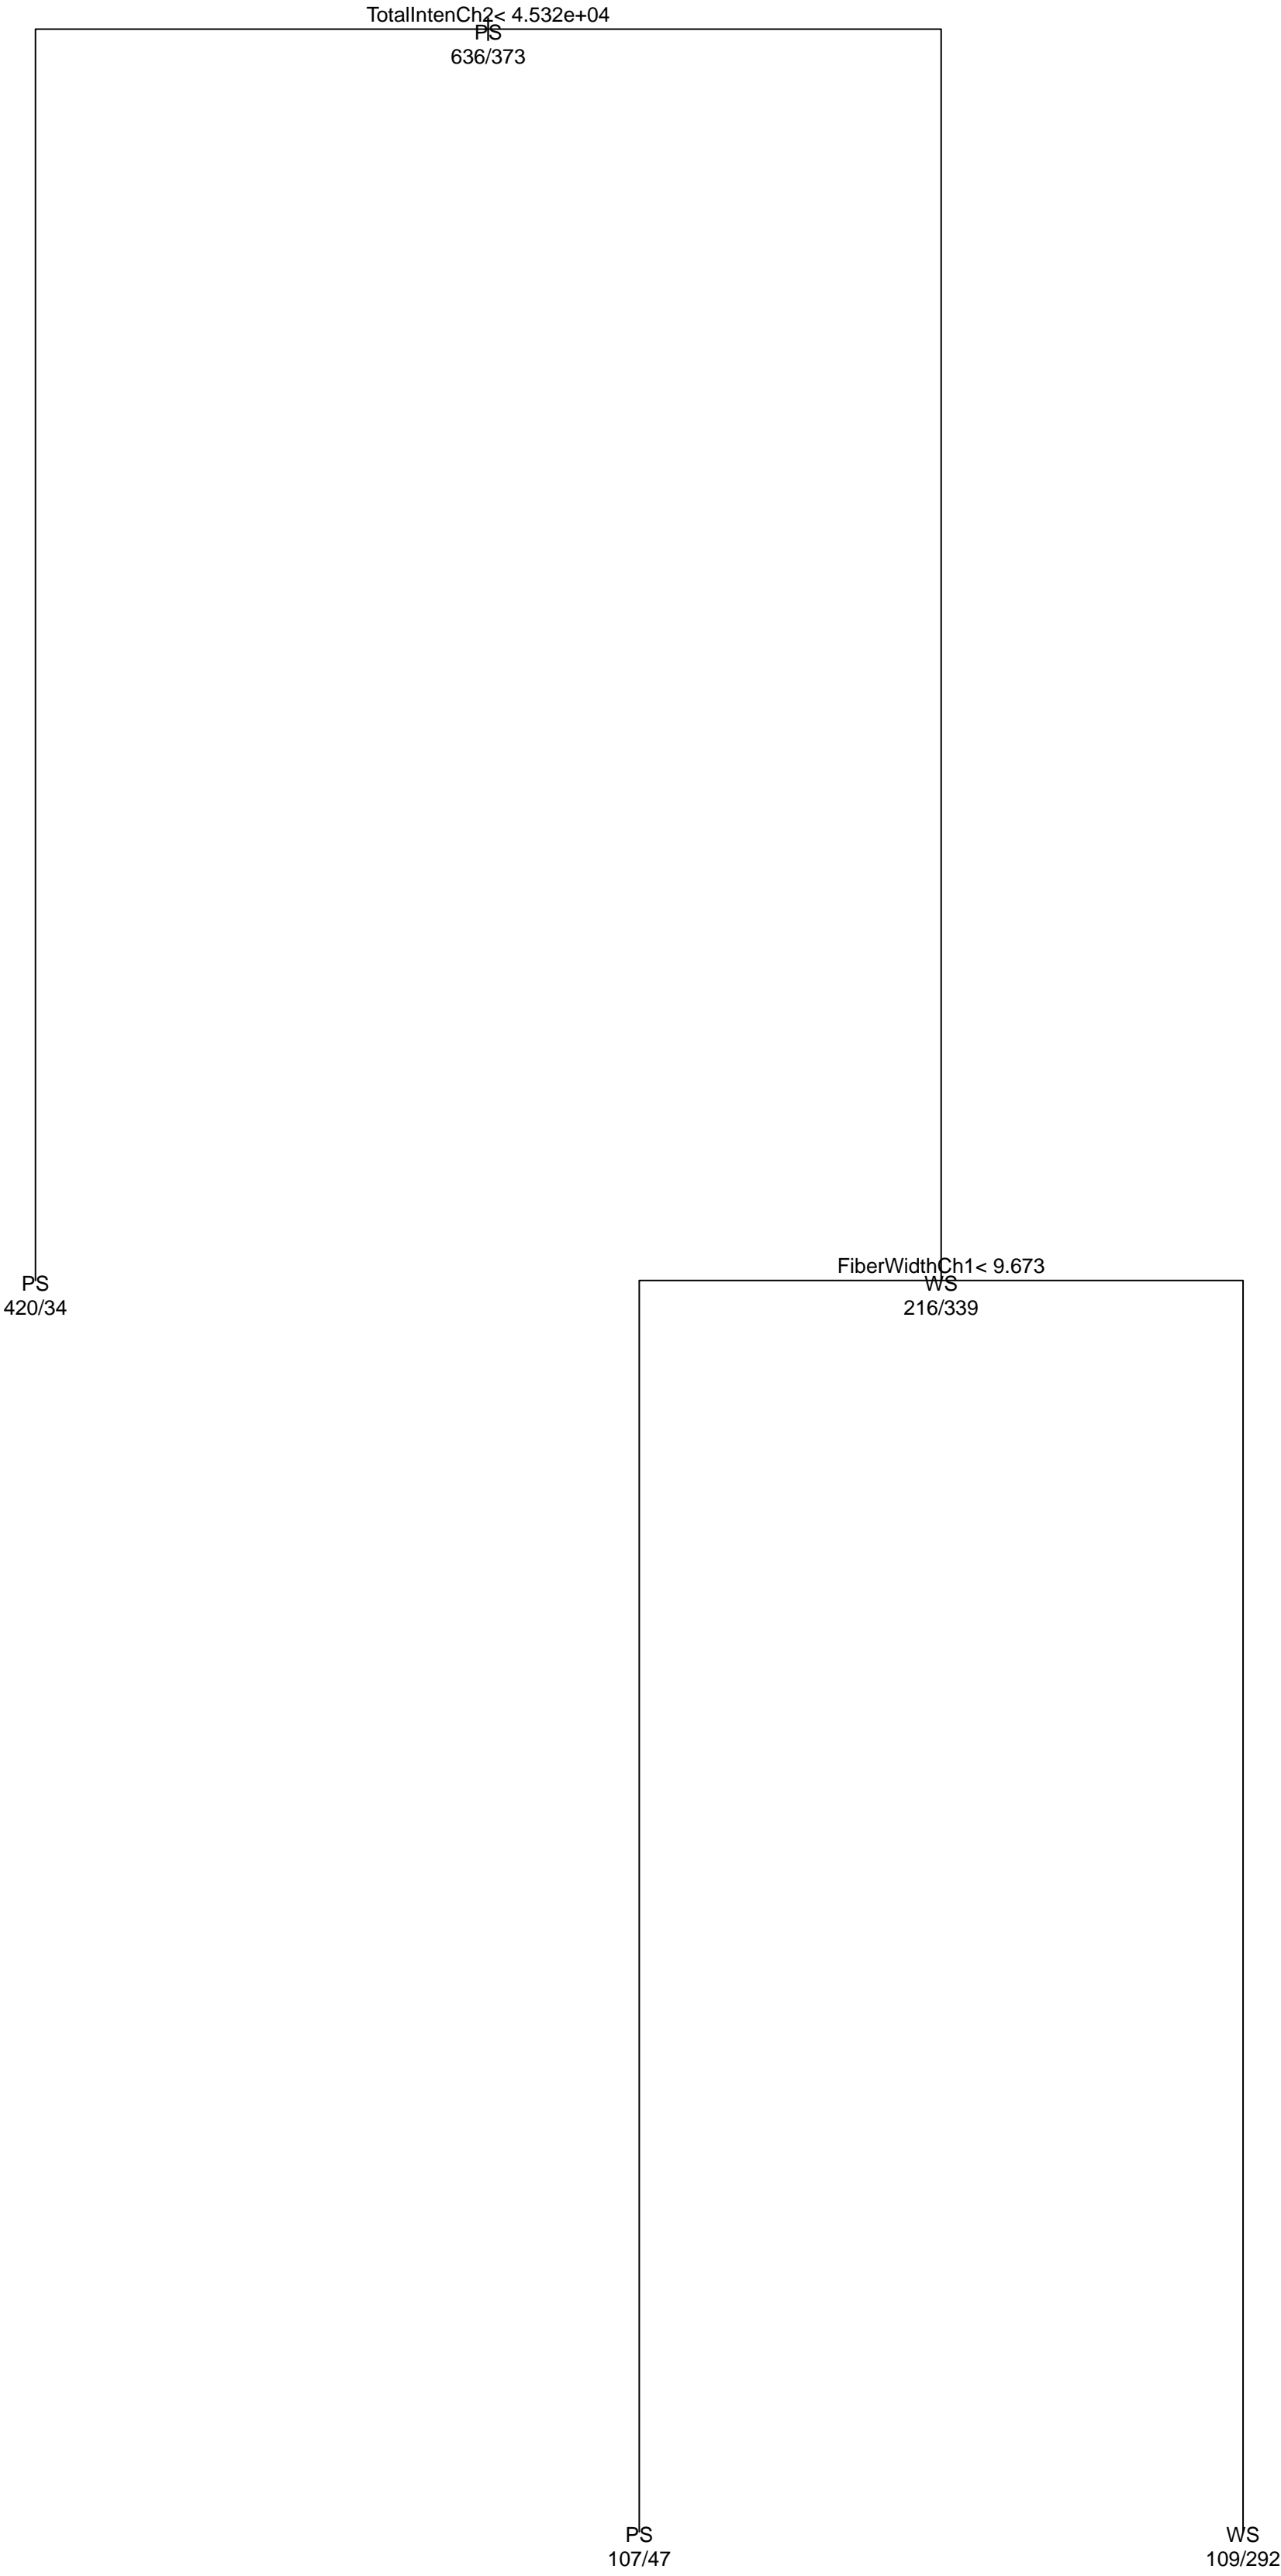 TotalIntenCh2< 4.532e+04
PS
636/373
PS
420/34
FiberWidthCh1< 9.673
WS
216/339
PS
107/47
WS
109/292